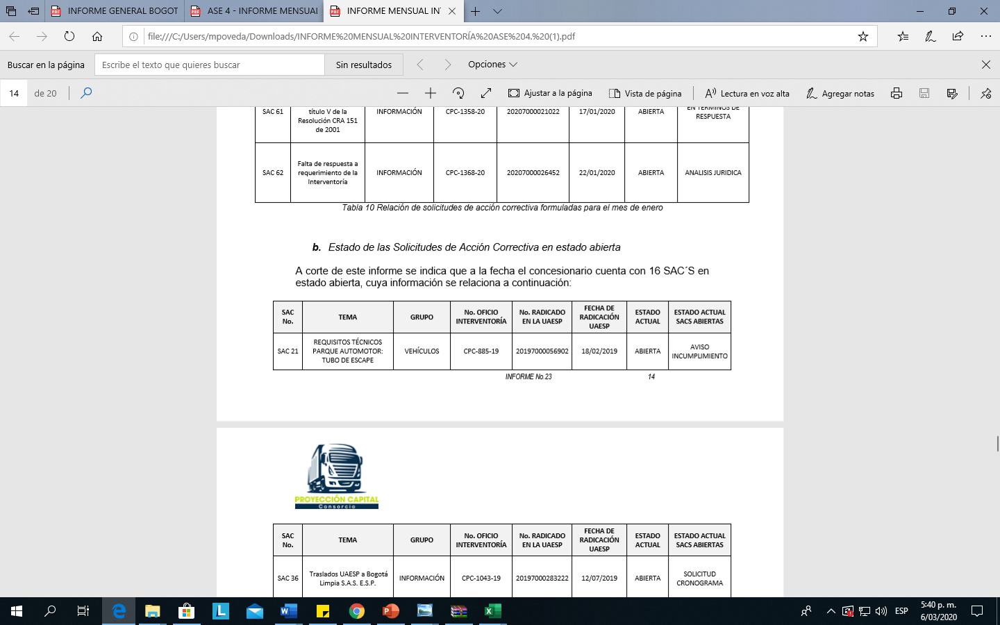 INFORME GENERAL BOGOT
ASE 4 - INFORME MENSUAI
INFORME MENSUAL IN
file:///C:/Users/mpoveda/Downloads/INFORME%20MENSUAL%20INTERVENTORÍA%20ASE%204.%20(1).pdf
Buscar en la página
Escribe el texto que quieres buscar
Sin resultados
Opciones
14 de 20
Ajustar a la página
Vista de página
Lectura en voz alta
Agregar notas
SAC 61
título V de la
Resolución CRA 151
de 2001
INFORMACIÓN
CPC-1358-20
20207000021022
17/01/2020
ABIERTA
EN TERMINOS DE
RESPUESTA
SAC 62
Falta de respuesta a
requerimiento de la
Interventoría
INFORMACIÓN
CPC-1368-20
20207000026452
22/01/2020
ABIERTA
ANALISIS JURIDICA
Tabla 10 Relación de solicitudes de acción correctiva formuladas para el mes de enero
b. Estado de las Solicitudes de Acción Correctiva en estado abierta
A corte de este informe se indica que a la fecha el concesionario cuenta con 16 SAC´S en
estado abierta, cuya información se relaciona a continuación:
SAC
No.
TEMA
GRUPO
No. OFICIO
INTERVENTORÍA
No. RADICADO
EN LA UAESP
FECHA DE
RADICACIÓN
UAESP
ESTADO
ACTUAL
ESTADO ACTUAL
SACS ABIERTAS
SAC 21
REQUISITOS TÉCNICOS
PARQUE AUTOMOTOR:
TUBO DE ESCAPE
VEHÍCULOS
CPC-885-19
20197000056902
18/02/2019
ABIERTA
AVISO
INCUMPLIMIENTO
INFORME No.23 14
PROYECCIÓN CAPITAL
Consorcio
SAC
No.
TEMA
GRUPO
No. OFICIO
INTERVENTORÍA
No. RADICADO
EN LA UAESP
FECHA DE
RADICACIÓN
UAESP
ESTADO
ACTUAL
ESTADO ACTUAL
SACS ABIERTAS
SAC 36
Traslados UAESP a Bogotá
Limpia S.A.S. E.S.P.
INFORMACIÓN
CPC-1043-19
20197000283222
12/07/2019
ABIERTA
SOLICITUD
CRONOGRAMA
ESP
5:40 p. m.
6/03/2020